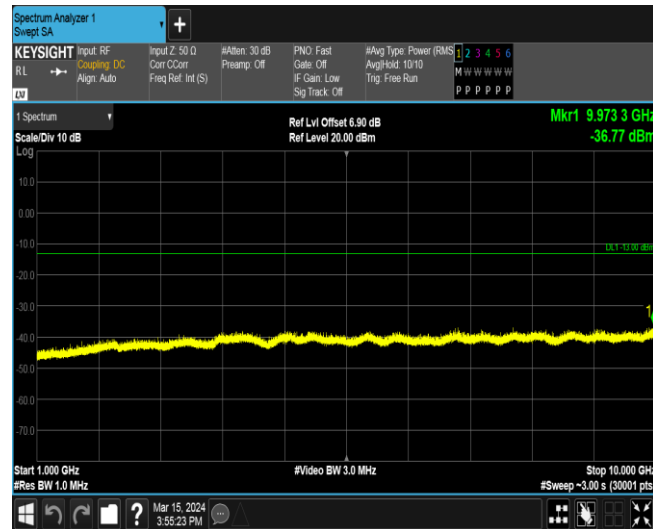 Spectrum Analyzer 1
Swept SA
KEYSIGHT
RL
LXI
Input: RF
Coupling: DC
Align: Auto
Input Z: 50 Ω
Corr CCorr
Freq Ref: Int (S)
#Atten: 30 dB
Preamp: Off
PNO: Fast
Gate: Off
IF Gain: Low
Sig Track: Off
#Avg Type: Power (RMS
Avg|Hold: 10/10
Trig: Free Run
1 2 3 4 5 6
M W W W W W
P P P P P P
1 Spectrum
Scale/Div 10 dB
Log
Ref Lvl Offset 6.90 dB
Ref Level 20.00 dBm
Mkr1 9.973 3 GHz
-36.77 dBm
10.0
0.00
-10.0
DL1 -13.00 dBm
-20.0
-30.0
1
-40.0
-50.0
-60.0
-70.0
Start 1.000 GHz
#Res BW 1.0 MHz
#Video BW 3.0 MHz
Stop 10.000 GHz
#Sweep ~3.00 s (30001 pts
Mar 15, 2024
3:55:23 PM